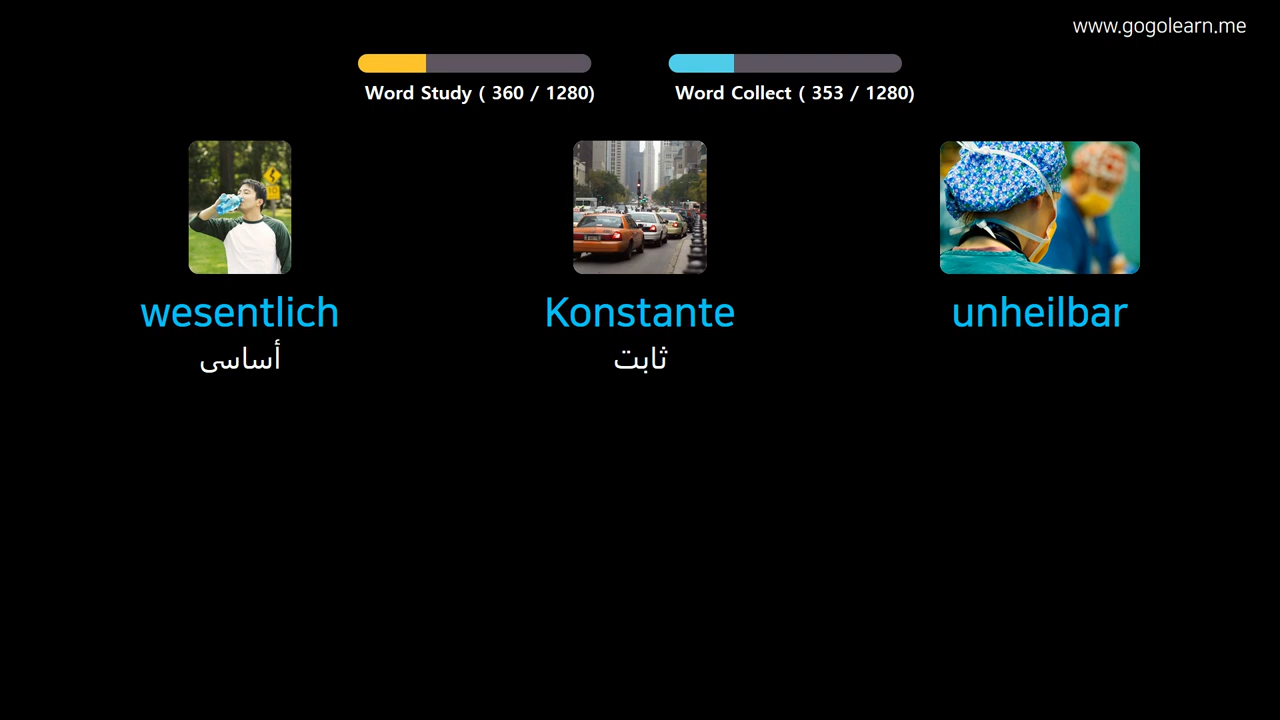 www.gogolearn.me
Word Study ( 360 / 1280)
Word Collect ( 353 / 1280)
wesentlich
Konstante
unheilbar
أساسى
ثابت